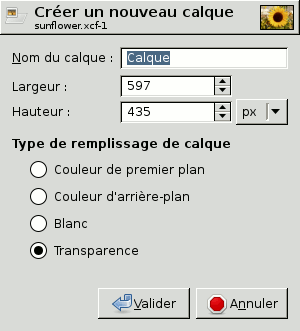 Créer un nouveau calque
sunflower.xcf-1
Nom du calque : Calque
Largeur : 597
Hauteur : 435 px
Type de remplissage de calque
Couleur de premier plan
Couleur d'arrière-plan
Blanc
Transparence
Valider Annuler